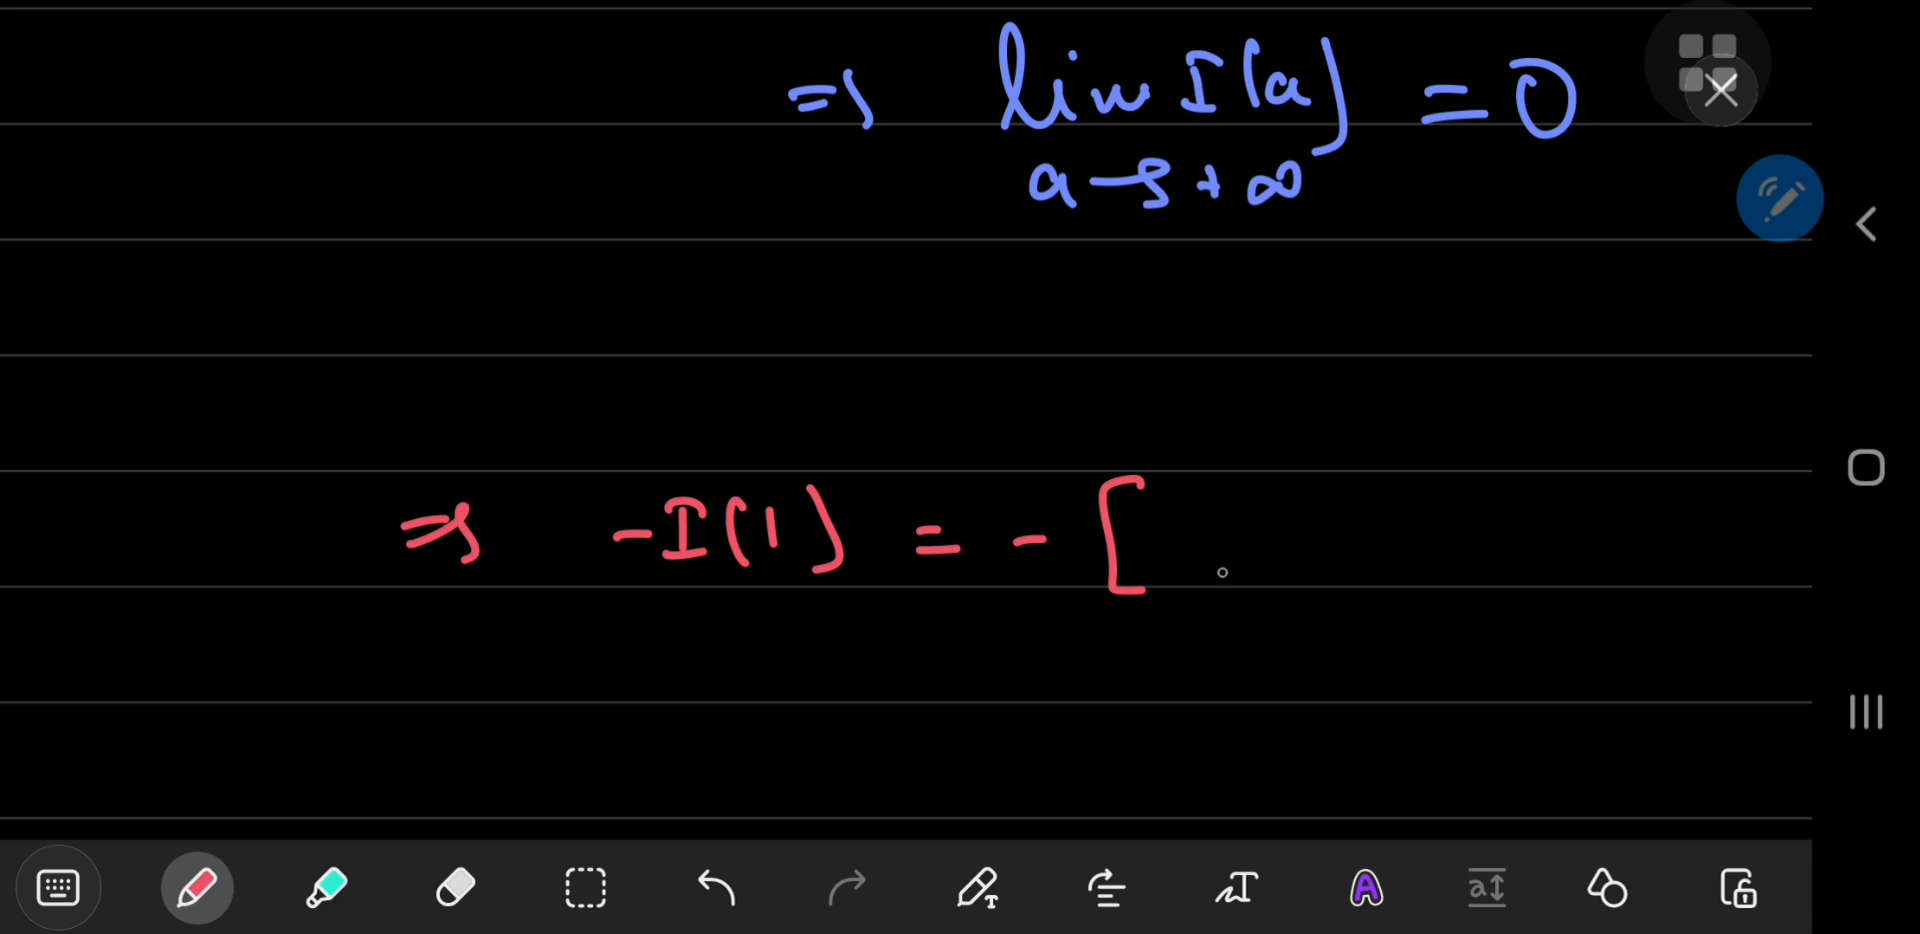 => lim I(a) = 0
a→+∞
=> -I(1) = - [